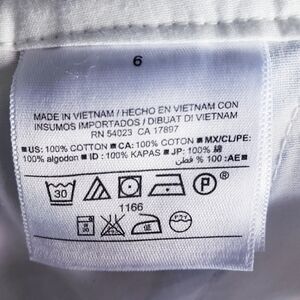 6
MADE IN VIETNAM / HECHO EN VIETNAM CON
INSUMOS IMPORTADOS / DIBUAT DI VIETNAM
RN 54023 CA 17897
■US: 100% COTTON ■CA: 100% COTTON ■MX/CL/PE:
100% algodon ■ID: 100% KAPAS ■JP: 100% 綿
■AE: 100 % قطن
30 P ®
1166